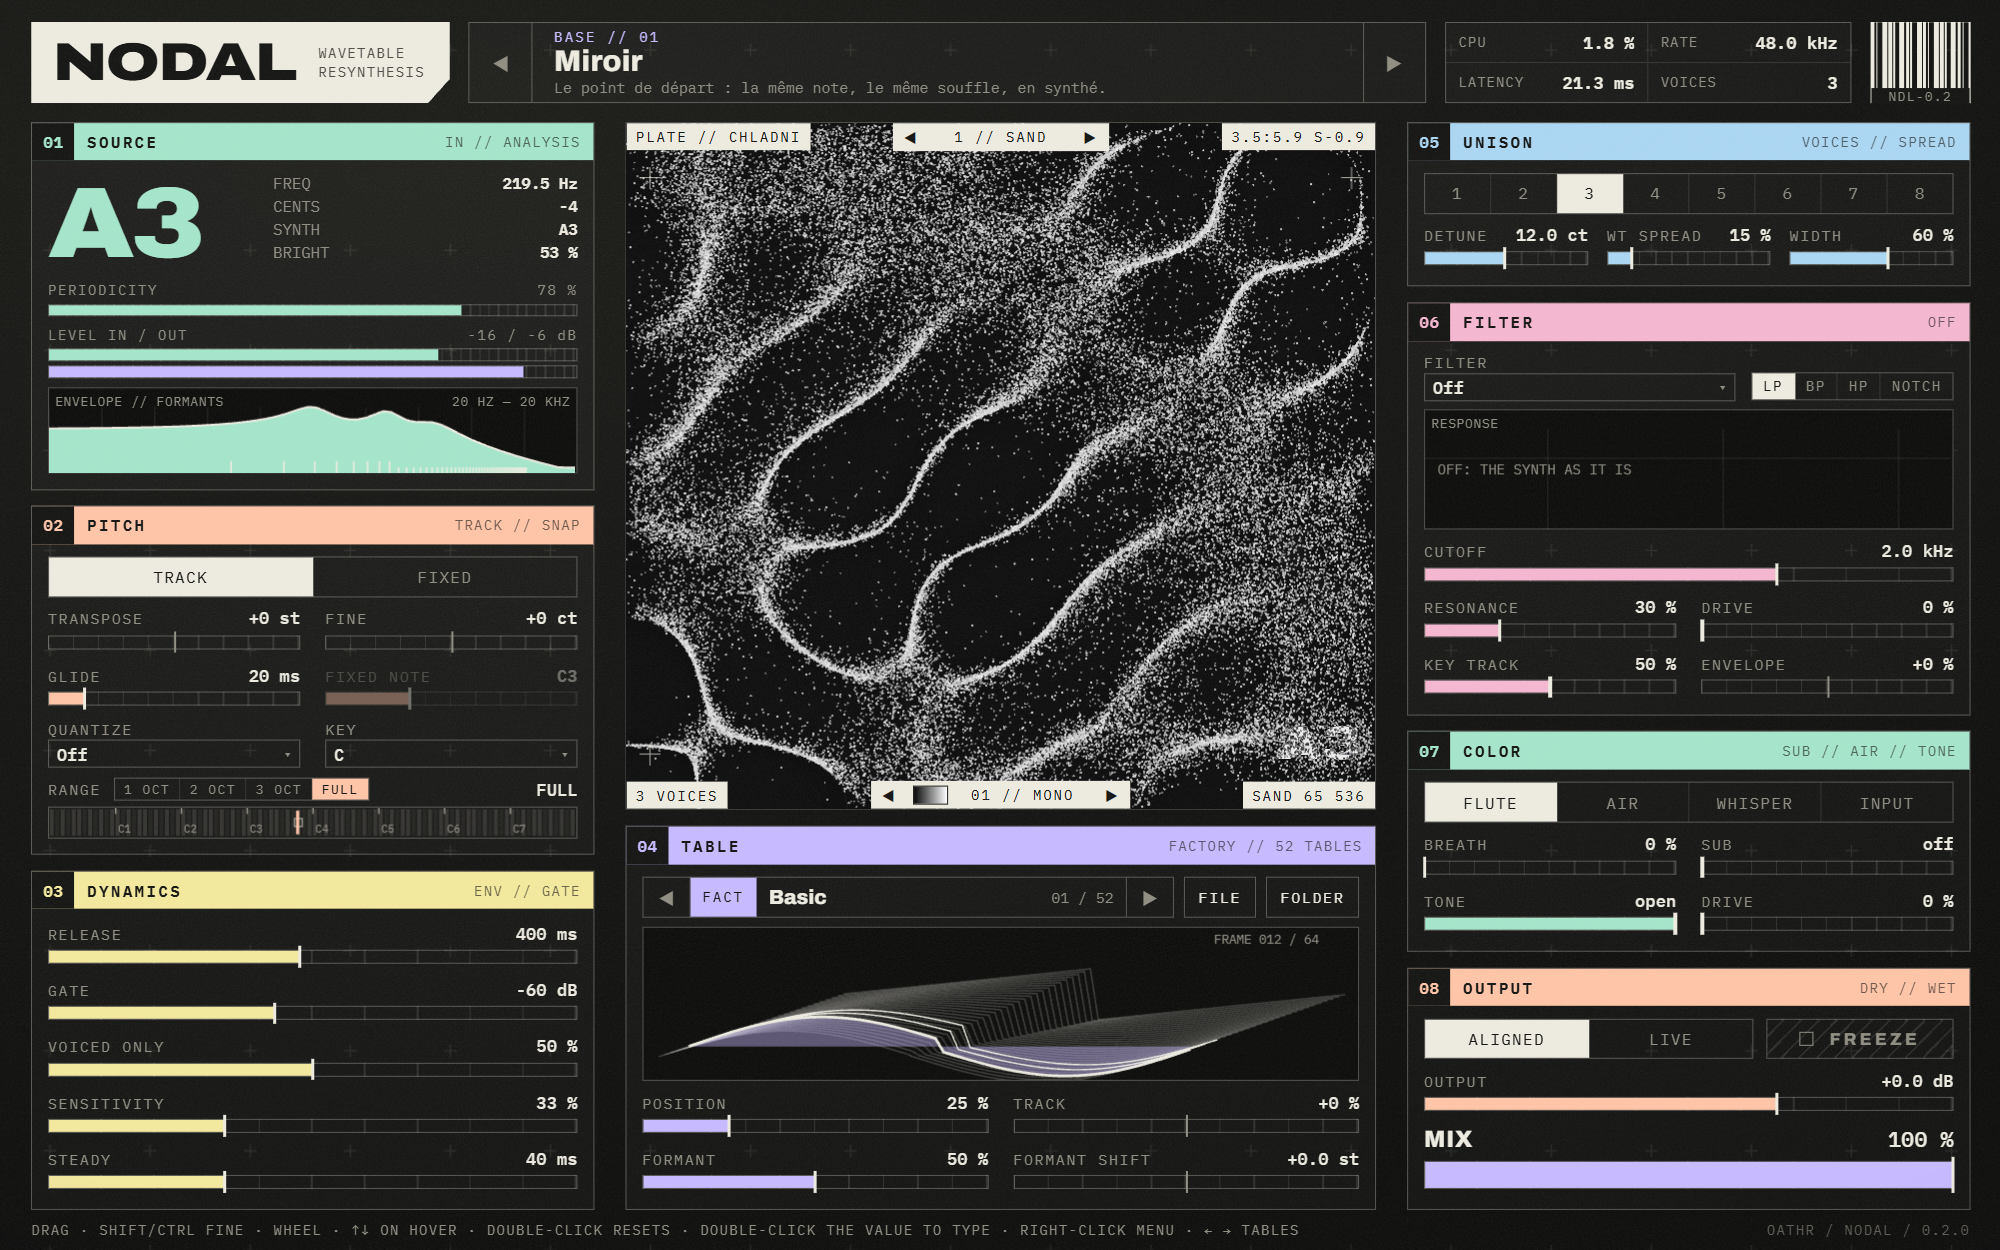 NODAL
WAVETABLE
RESYNTHESIS
◀
BASE // 01
Miroir
Le point de départ : la même note, le même souffle, en synthé.
▶
CPU 1.8 % RATE 48.0 kHz
LATENCY 21.3 ms VOICES 3
NDL-0.2
01 SOURCE IN // ANALYSIS
A3
FREQ 219.5 Hz
CENTS -4
SYNTH A3
BRIGHT 53 %
PERIODICITY 78 %
LEVEL IN / OUT -16 / -6 dB
ENVELOPE // FORMANTS 20 HZ — 20 KHZ
02 PITCH TRACK // SNAP
TRACK FIXED
TRANSPOSE +0 st FINE +0 ct
GLIDE 20 ms FIXED NOTE C3
QUANTIZE KEY
Off C
RANGE 1 OCT 2 OCT 3 OCT FULL FULL
C1 C2 C3 C4 C5 C6 C7
03 DYNAMICS ENV // GATE
RELEASE 400 ms
GATE -60 dB
VOICED ONLY 50 %
SENSITIVITY 33 %
STEADY 40 ms
PLATE // CHLADNI ◀ 1 // SAND ▶ 3.5:5.9 S-0.9
A3
3 VOICES ◀ 01 // MONO ▶ SAND 65 536
04 TABLE FACTORY // 52 TABLES
◀ FACT Basic 01 / 52 ▶ FILE FOLDER
FRAME 012 / 64
POSITION 25 % TRACK +0 %
FORMANT 50 % FORMANT SHIFT +0.0 st
05 UNISON VOICES // SPREAD
1 2 3 4 5 6 7 8
DETUNE 12.0 ct WT SPREAD 15 % WIDTH 60 %
06 FILTER OFF
FILTER
Off LP BP HP NOTCH
RESPONSE
OFF: THE SYNTH AS IT IS
CUTOFF 2.0 kHz
RESONANCE 30 % DRIVE 0 %
KEY TRACK 50 % ENVELOPE +0 %
07 COLOR SUB // AIR // TONE
FLUTE AIR WHISPER INPUT
BREATH 0 % SUB off
TONE open DRIVE 0 %
08 OUTPUT DRY // WET
ALIGNED LIVE FREEZE
OUTPUT +0.0 dB
MIX 100 %
DRAG · SHIFT/CTRL FINE · WHEEL · ↑↓ ON HOVER · DOUBLE-CLICK RESETS · DOUBLE-CLICK THE VALUE TO TYPE · RIGHT-CLICK MENU · ← → TABLES
OATHR / NODAL / 0.2.0